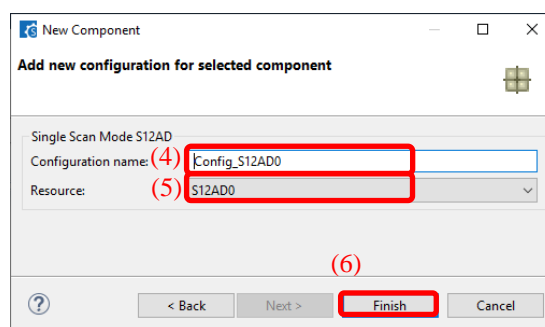 New Component
Add new configuration for selected component
Single Scan Mode S12AD
Configuration name: (4) Config_S12AD0
Resource: (5) S12AD0
(6)
< Back Next > Finish Cancel